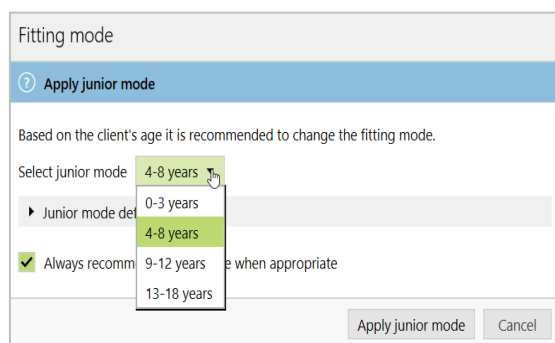 Fitting mode
? Apply junior mode
Based on the client's age it is recommended to change the fitting mode.
Select junior mode 4-8 years
0-3 years
Junior mode
4-8 years
Always when appropriate
9-12 years
13-18 years
Apply junior mode Cancel